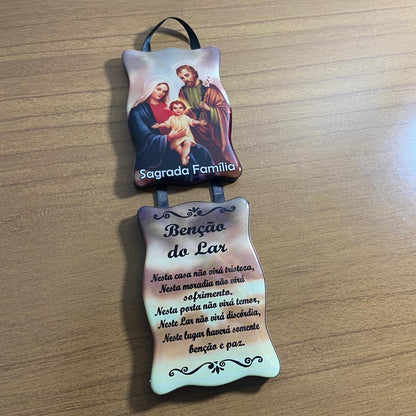 Sagrada Família
Benção
do Lar
Nesta casa não virá tristeza,
Nesta moradia não virá
sofrimento.
Nesta porta não virá temor,
Neste Lar não virá discórdia,
Neste lugar haverá somente
benção e paz.